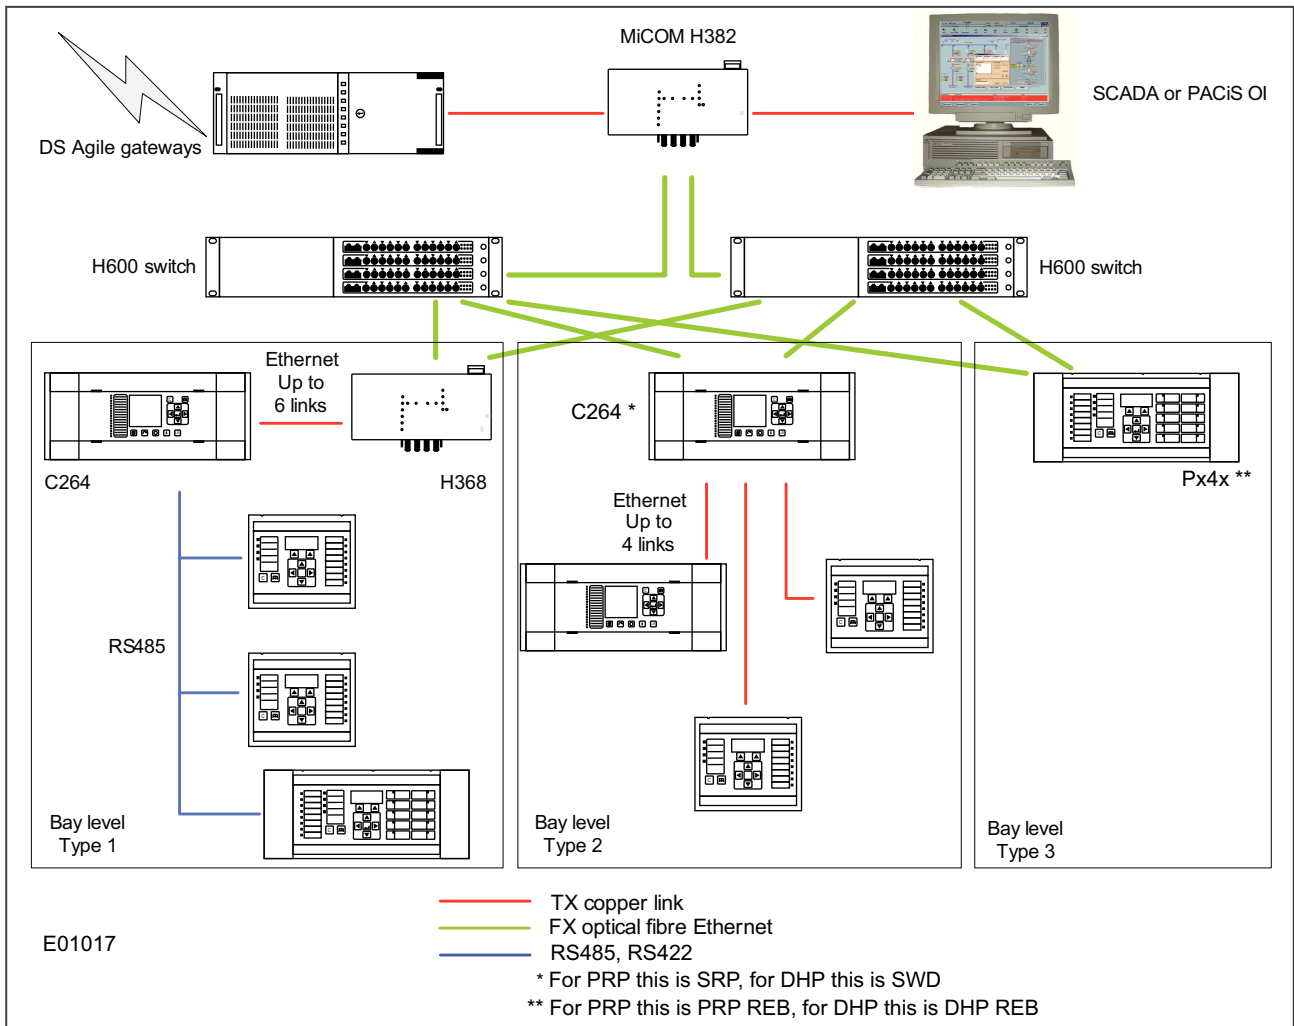 MiCOM H382
SCADA or PACiS OI
DS Agile gateways
H600 switch
H600 switch
Ethernet
Up to
6 links
C264
H368
C264 *
Ethernet
Up to
4 links
Px4x **
RS485
Bay level
Type 1
Bay level
Type 2
Bay level
Type 3
TX copper link
FX optical fibre Ethernet
RS485, RS422
E01017
* For PRP this is SRP, for DHP this is SWD
** For PRP this is PRP REB, for DHP this is DHP REB